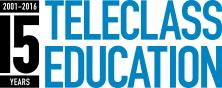 2001-2016
15
YEARS
TELECLASS
EDUCATION